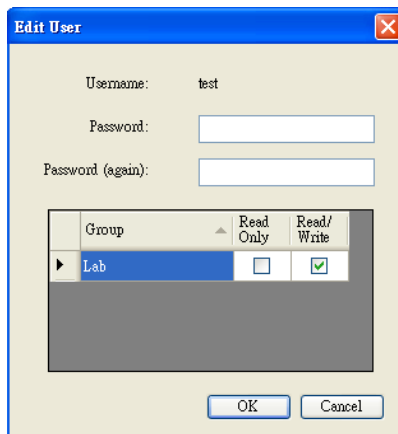 Edit User
Username: test
Password:
Password (again):
Group Read Only Read/ Write
Lab
OK Cancel